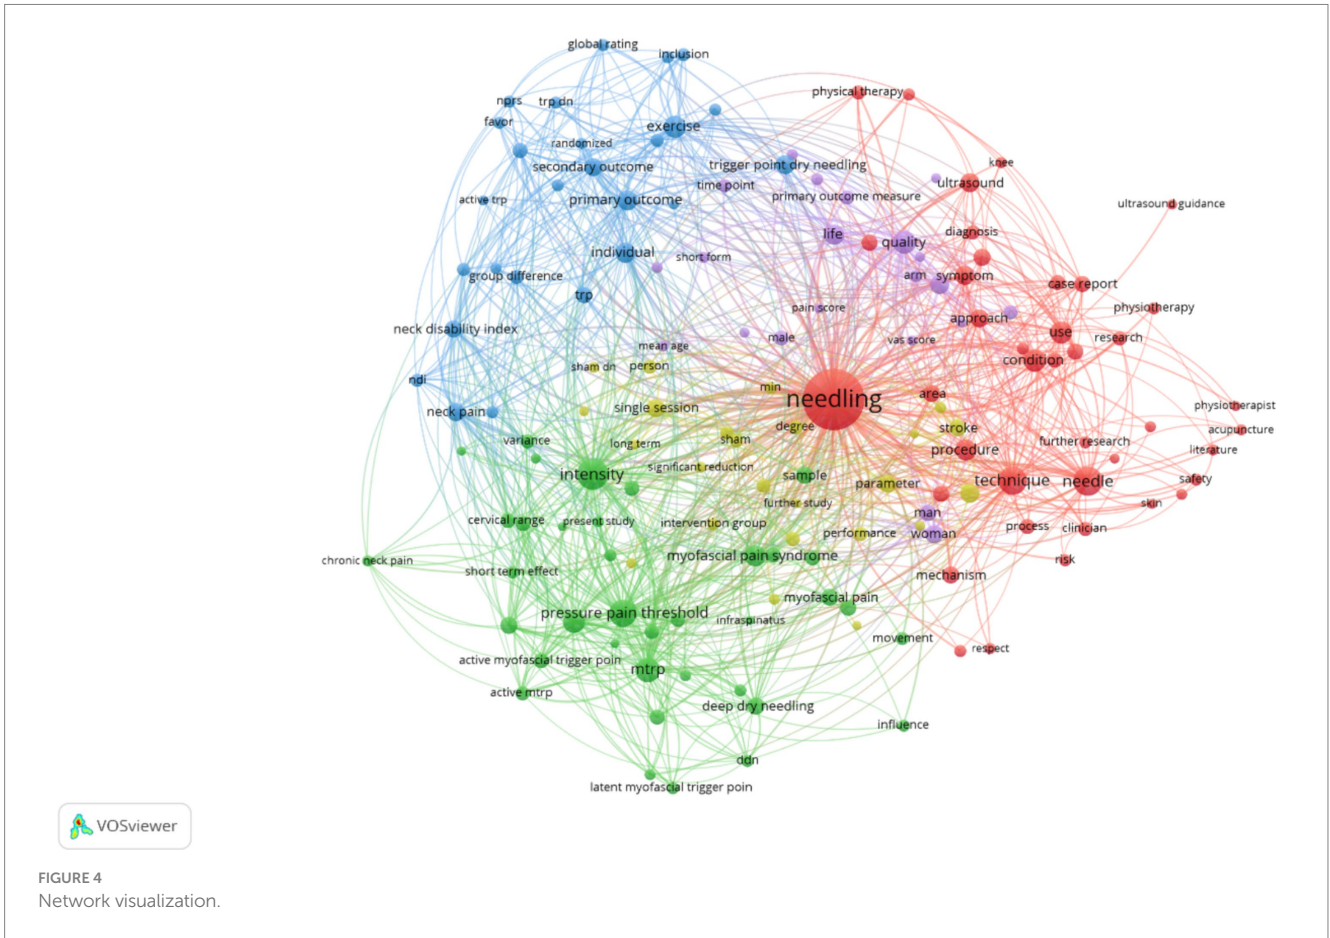 global rating
inclusion
physical therapy
nprs
trp dn
favor
exercise
randomized
secondary outcome
trigger point dry needling
knee
time point
ultrasound
active trp
primary outcome
primary outcome measure
ultrasound guidance
life
diagnosis
quality
individual
short form
group difference
arm
symptom
case report
trp
pain score
physiotherapy
approach
neck disability index
use
male
vas score
research
mean age
condition
sham dn
person
ndi
min
needling
area
single session
physiotherapist
neck pain
degree
stroke
acupuncture
variance
long term
sham
further research
procedure
literature
significant reduction
intensity
sample
technique
needle
safety
parameter
further study
skin
man
cervical range
present study
intervention group
process
clinician
performance
woman
myofascial pain syndrome
chronic neck pain
risk
short term effect
mechanism
myofascial pain
pressure pain threshold
infraspinatus
movement
respect
active myofascial trigger poin
mtrp
active mtrp
deep dry needling
influence
ddn
latent myofascial trigger poin
VOSviewer
FIGURE 4
Network visualization.